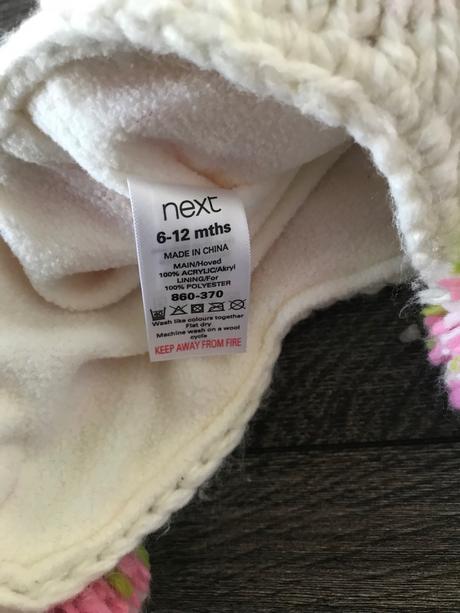 next
6-12 mths
MADE IN CHINA
MAIN/Hoved
100% ACRYLIC/Akryl
LINING/For
100% POLYESTER
860-370
Wash like colours together
Flat dry
Machine wash on a wool
cycle
KEEP AWAY FROM FIRE